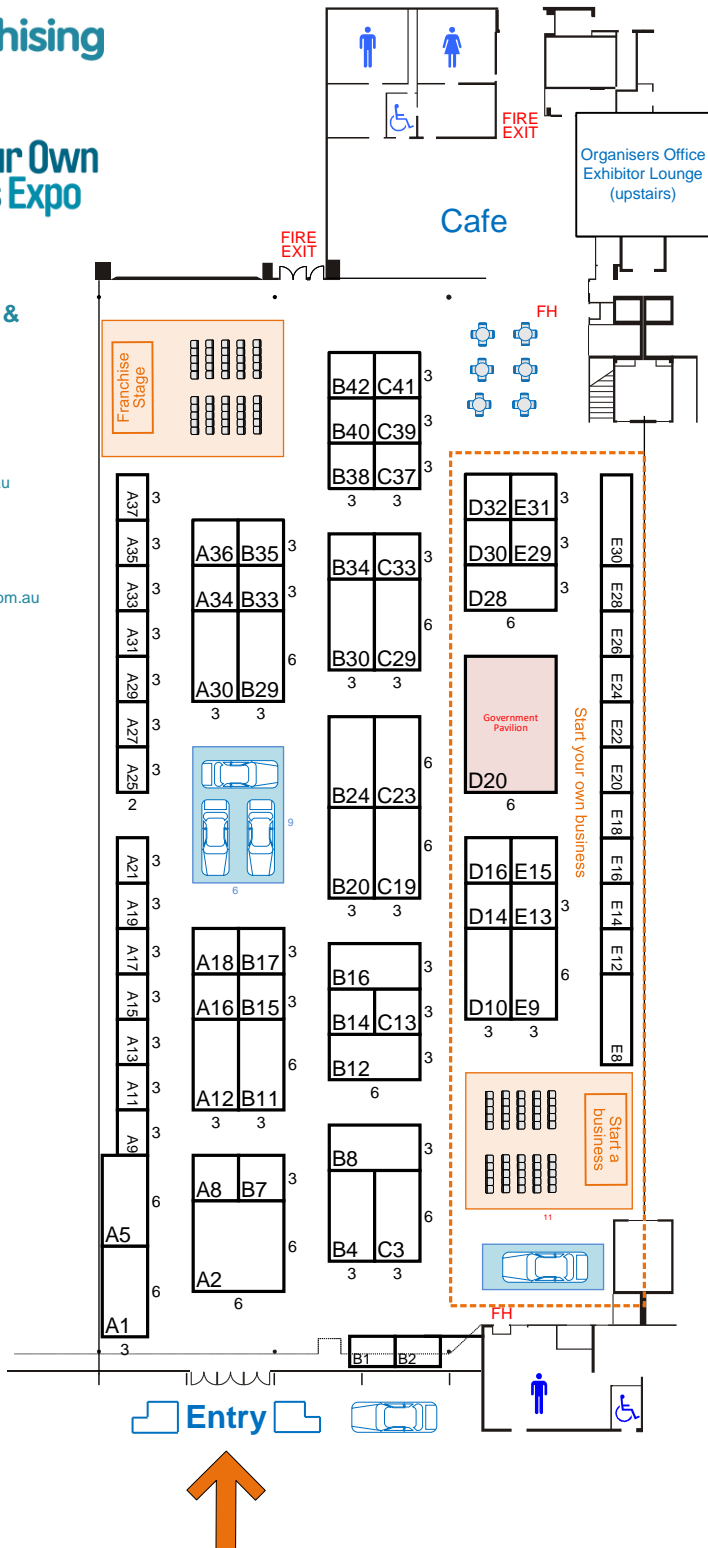 hising
ur Own
s Expo
&
u
om.au
FIRE
EXIT
Organisers Office
Exhibitor Lounge
(upstairs)
Cafe
FIRE
EXIT
FH
Franchise
Stage
B42 C41 3
B40 C39 3
B38 C37 3
3 3
A37 3
A35 3
A33 3
A31 3
A29 3
A27 3
A25 3
2
A36 B35 3
A34 B33 3
A30 B29 6
3 3
B34 C33 3
B30 C29 6
3 3
D32 E31 3
D30 E29 3
D28 3
6
E30
E28
E26
E24
E22
E20
E18
E16
E14
E12
E8
Government
Pavilion
D20
6
Start your own business
9
6
B24 C23 6
B20 C19 6
3 3
A21 3
A19 3
A17 3
A15 3
A13 3
A11 3
A9 3
A5 6
A1 6
3
A18 B17 3
A16 B15 3
A12 B11 6
3 3
B16 3
B14 C13 3
B12 3
6
D16 E15
D14 E13 3
D10 E9 6
3 3
A8 B7 3
A2 6
6
B8 3
B4 C3 6
3 3
Start a
business
11
FH
B1 B2
Entry